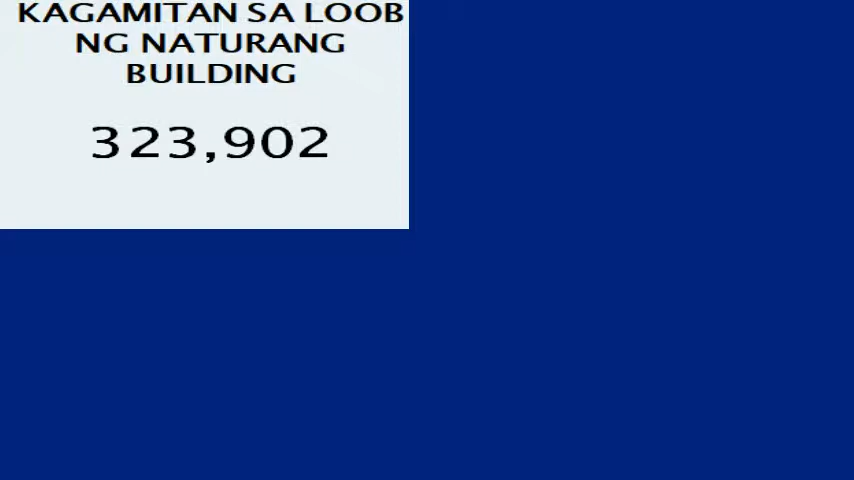 KAGAMITAN SA LOOB
NG NATURANG
BUILDING
323,902